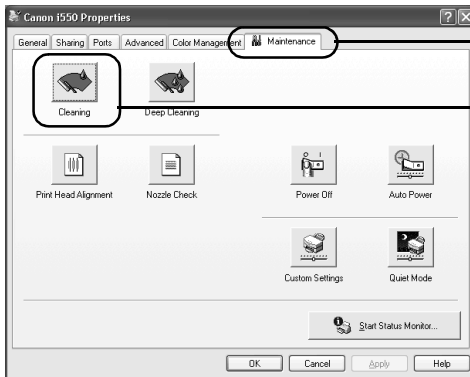 Canon i550 Properties
General Sharing Ports Advanced Color Management Maintenance
Cleaning Deep Cleaning
Print Head Alignment Nozzle Check Power Off Auto Power
Custom Settings Quiet Mode
Start Status Monitor...
OK Cancel Apply Help